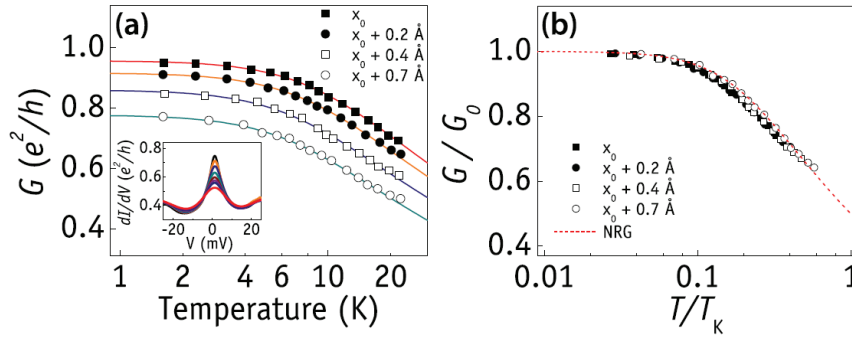 (a)
x₀
x₀ + 0.2 Å
x₀ + 0.4 Å
x₀ + 0.7 Å
G (e²/h)
1.0
0.8
0.6
0.4
dI/dV (e²/h)
0.8
0.6
0.4
-25 0 20
V (mV)
1 2 4 6 10 20
Temperature (K)
(b)
G / G₀
1.0
0.8
0.6
0.4
x₀
x₀ + 0.2 Å
x₀ + 0.4 Å
x₀ + 0.7 Å
NRG
0.01 0.1 1
T/T_K